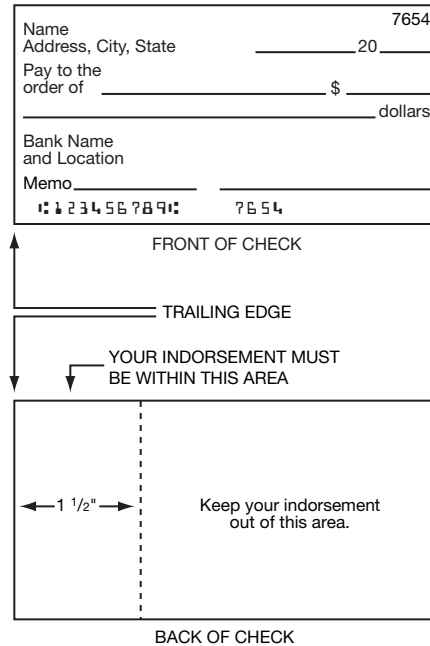 7654
Name
Address, City, State 20
Pay to the
order of $
dollars
Bank Name
and Location
Memo
⑆123456789⑆ 7654
FRONT OF CHECK
TRAILING EDGE
YOUR INDORSEMENT MUST
BE WITHIN THIS AREA
1 1/2"
Keep your indorsement
out of this area.
BACK OF CHECK